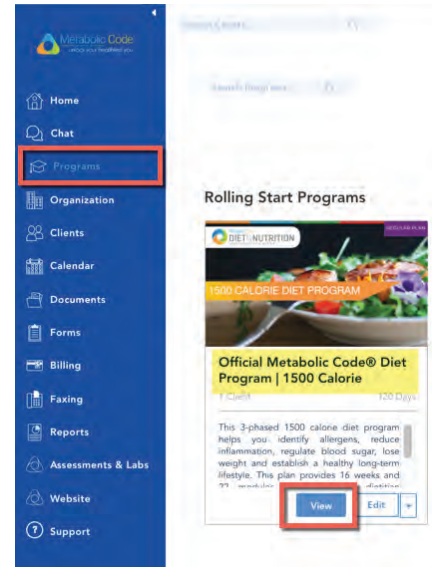 Metabolic Code
Home
Chat
Programs
Organization
Clients
Calendar
Documents
Forms
Billing
Faxing
Reports
Assessments & Labs
Website
Support
Rolling Start Programs
DIET & NUTRITION
REGULAR PLAN
1500 CALORIE DIET PROGRAM
Official Metabolic Code® Diet
Program | 1500 Calorie
1 Client
120 Days
This 3-phased 1500 calorie diet program
helps you identify allergens, reduce
inflammation, regulate blood sugar, lose
weight and establish a healthy long-term
lifestyle. This plan provides 16 weeks and
View
Edit